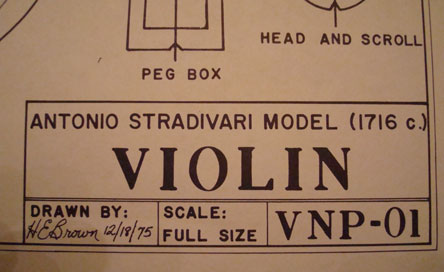 HEAD AND SCROLL
PEG BOX
ANTONIO STRADIVARI MODEL (1716 c.)
VIOLIN
DRAWN BY:
HEBrown 12/18/75
SCALE:
FULL SIZE
VNP-01